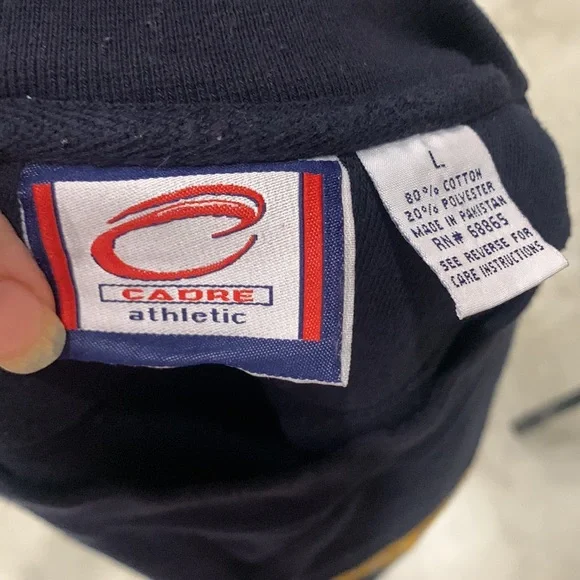 CADRE
athletic
L.
80% COTTON
20% POLYESTER
MADE IN PAKISTAN
RN# 68865
SEE REVERSE FOR
CARE INSTRUCTIONS